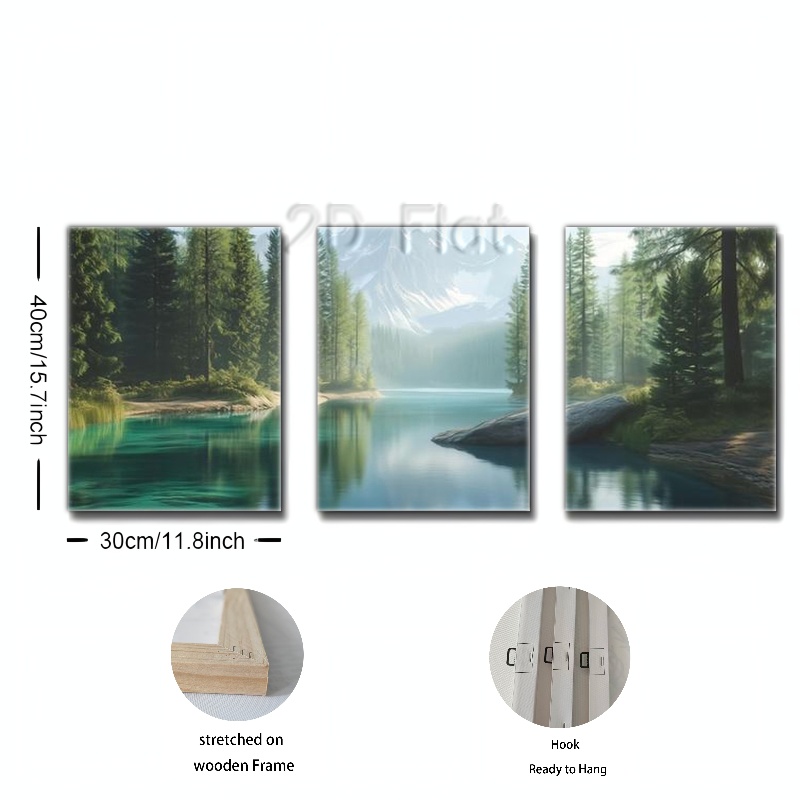 2D Flat
40cm/15.7inch
30cm/11.8inch
stretched on
wooden Frame
Hook
Ready to Hang